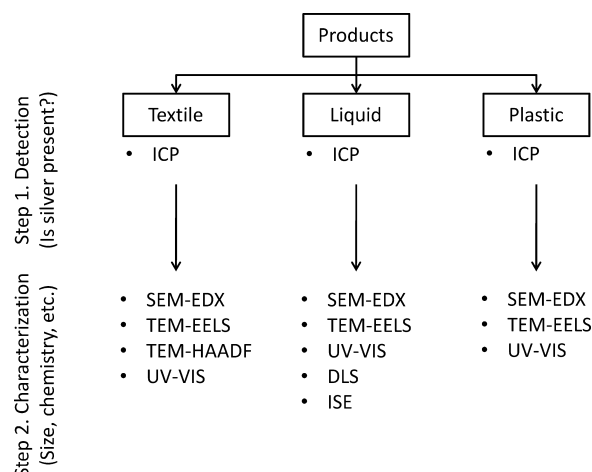 Products
Textile
Liquid
Plastic
Step 1. Detection
(Is silver present?)
• ICP
• ICP
• ICP
Step 2. Characterization
(Size, chemistry, etc.)
• SEM-EDX
• TEM-EELS
• TEM-HAADF
• UV-VIS
• SEM-EDX
• TEM-EELS
• UV-VIS
• DLS
• ISE
• SEM-EDX
• TEM-EELS
• UV-VIS